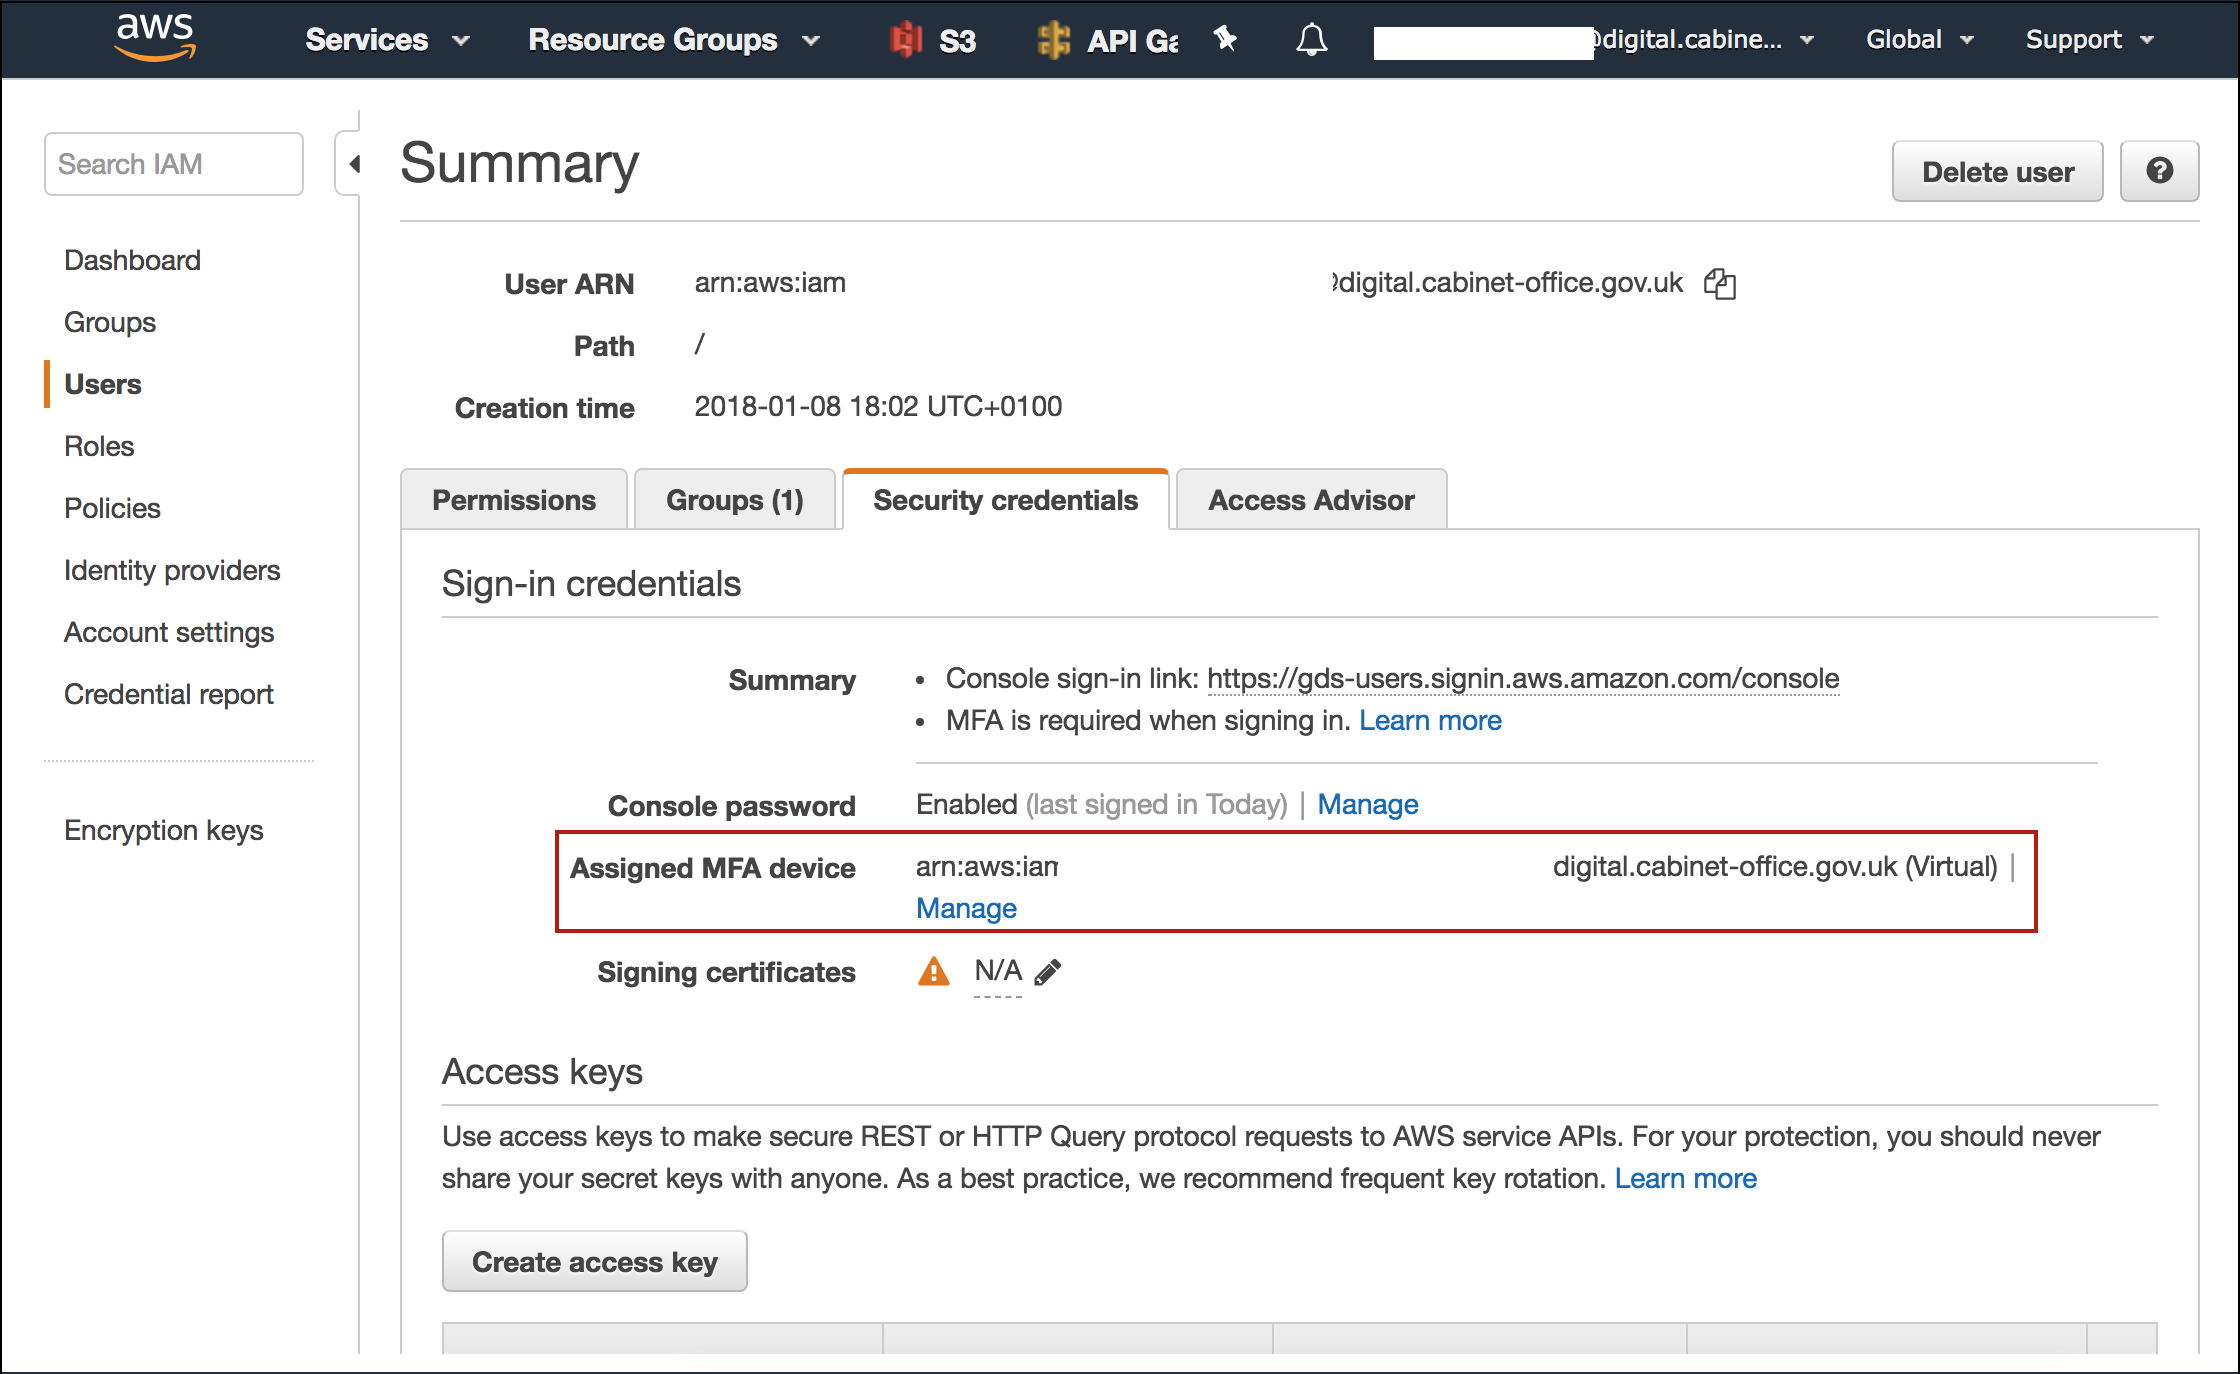 aws
Services
Resource Groups
S3
API Ga
@digital.cabine...
Global
Support
Search IAM
Dashboard
Groups
Users
Roles
Policies
Identity providers
Account settings
Credential report
Encryption keys
Summary
Delete user
?
User ARN arn:aws:iam digital.cabinet-office.gov.uk
Path /
Creation time 2018-01-08 18:02 UTC+0100
Permissions
Groups (1)
Security credentials
Access Advisor
Sign-in credentials
Summary • Console sign-in link: https://gds-users.signin.aws.amazon.com/console
• MFA is required when signing in. Learn more
Console password Enabled (last signed in Today) | Manage
Assigned MFA device arn:aws:iam digital.cabinet-office.gov.uk (Virtual) |
Manage
Signing certificates N/A
Access keys
Use access keys to make secure REST or HTTP Query protocol requests to AWS service APIs. For your protection, you should never
share your secret keys with anyone. As a best practice, we recommend frequent key rotation. Learn more
Create access key